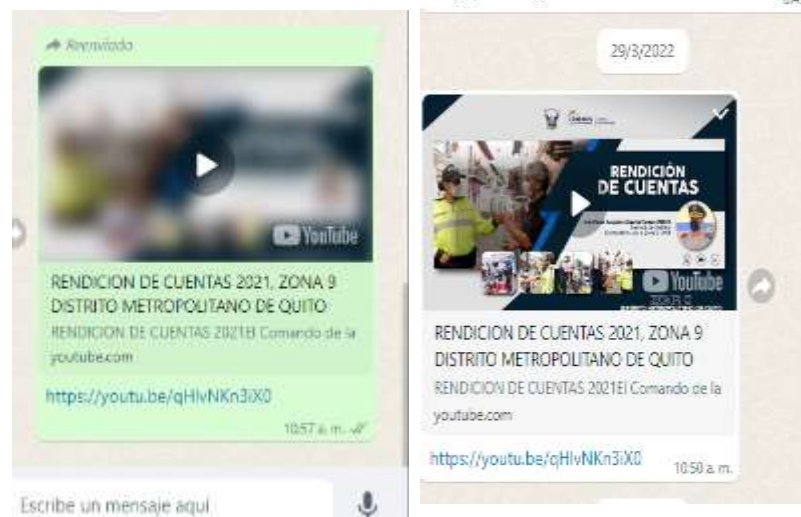 Reenviado
YouTube
RENDICION DE CUENTAS 2021, ZONA 9
DISTRITO METROPOLITANO DE QUITO
RENDICION DE CUENTAS 2021El Comando de la
youtube.com
https://youtu.be/qHIvNKn3iX0
10:57 a. m.
Escribe un mensaje aquí
29/3/2022
RENDICIÓN
DE CUENTAS
YouTube
RENDICION DE CUENTAS 2021, ZONA 9
DISTRITO METROPOLITANO DE QUITO
RENDICION DE CUENTAS 2021El Comando de la
youtube.com
https://youtu.be/qHIvNKn3iX0
10:50 a. m.